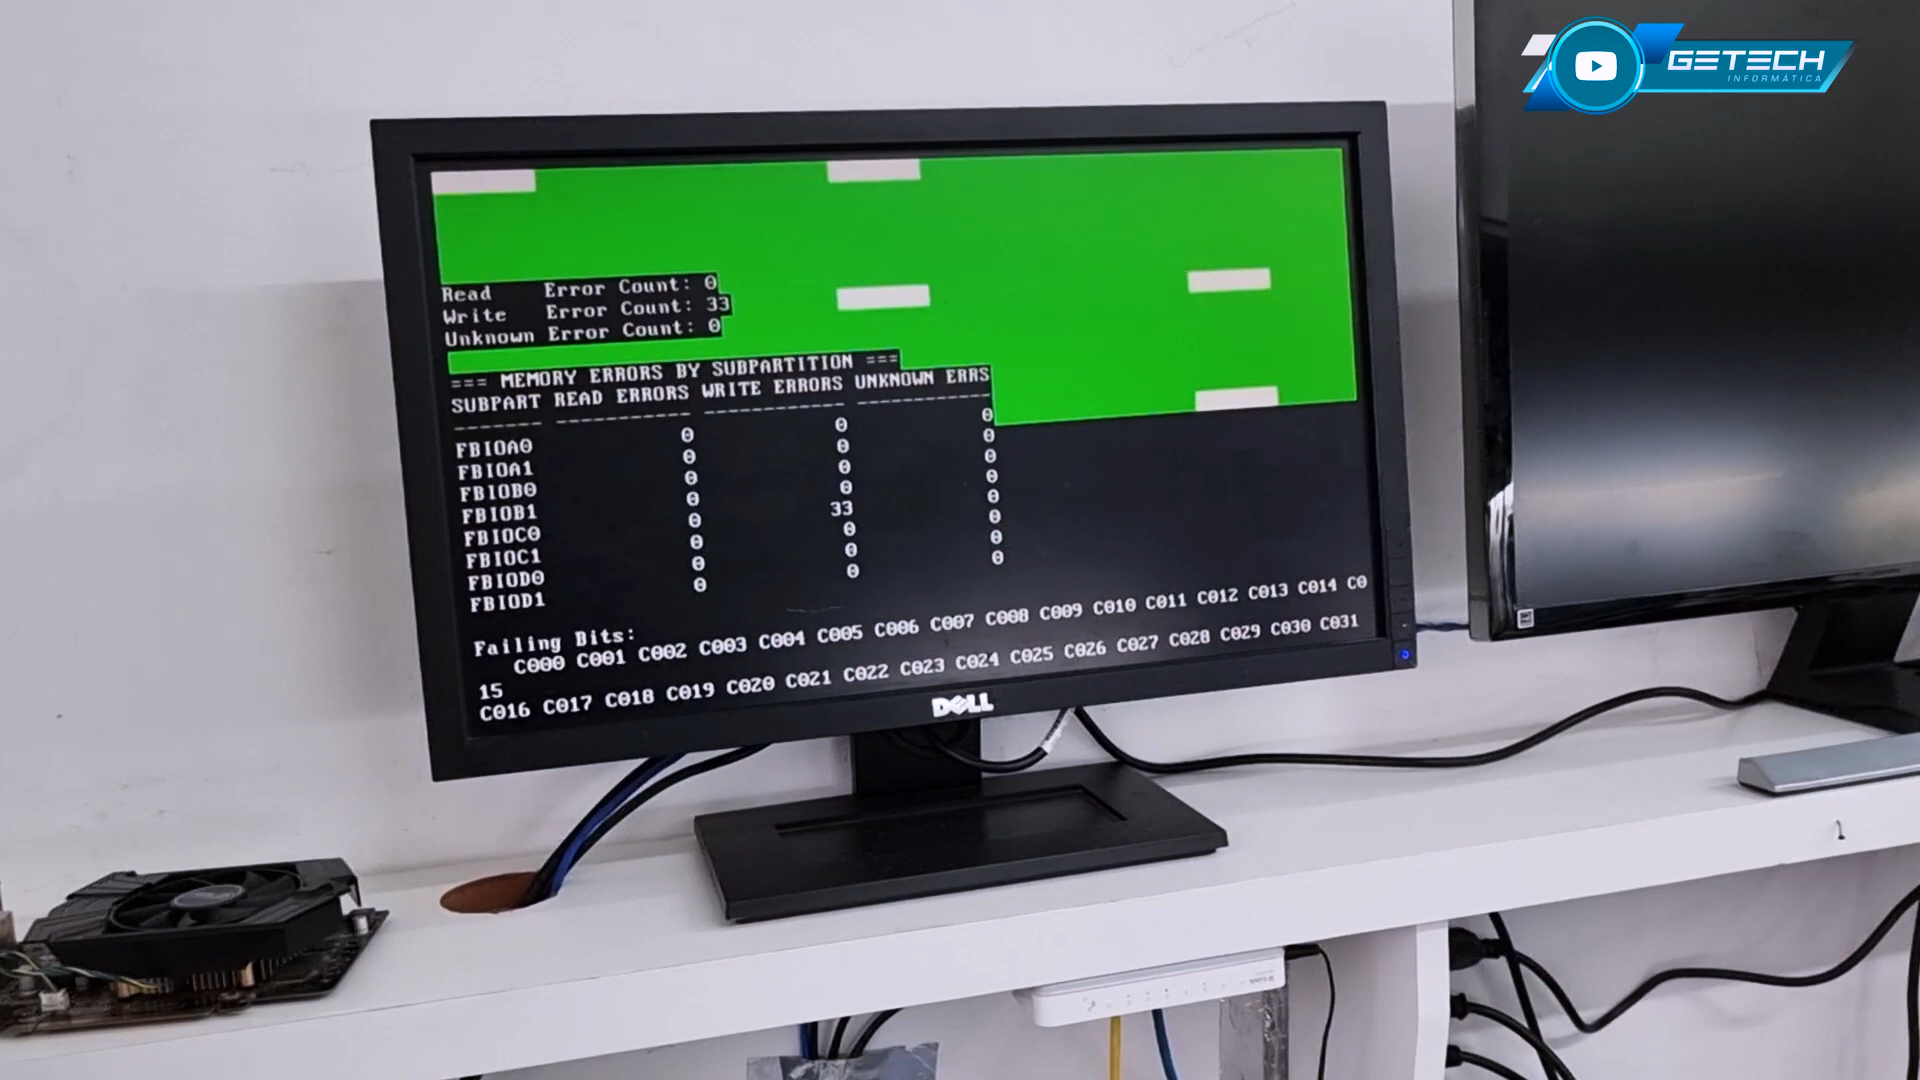 GETECH
INFORMÁTICA
Read Error Count: 0
Write Error Count: 33
Unknown Error Count: 0
=== MEMORY ERRORS BY SUBPARTITION ===
SUBPART READ ERRORS WRITE ERRORS UNKNOWN ERRS
------- ----------- ------------ ------------
FBIOA0 0 0 0
FBIOA1 0 0 0
FBIOB0 0 0 0
FBIOB1 0 0 0
FBIOC0 0 33 0
FBIOC1 0 0 0
FBIOD0 0 0 0
FBIOD1 0 0 0
Failing Bits:
C000 C001 C002 C003 C004 C005 C006 C007 C008 C009 C010 C011 C012 C013 C014 C0
15
C016 C017 C018 C019 C020 C021 C022 C023 C024 C025 C026 C027 C028 C029 C030 C031
DELL